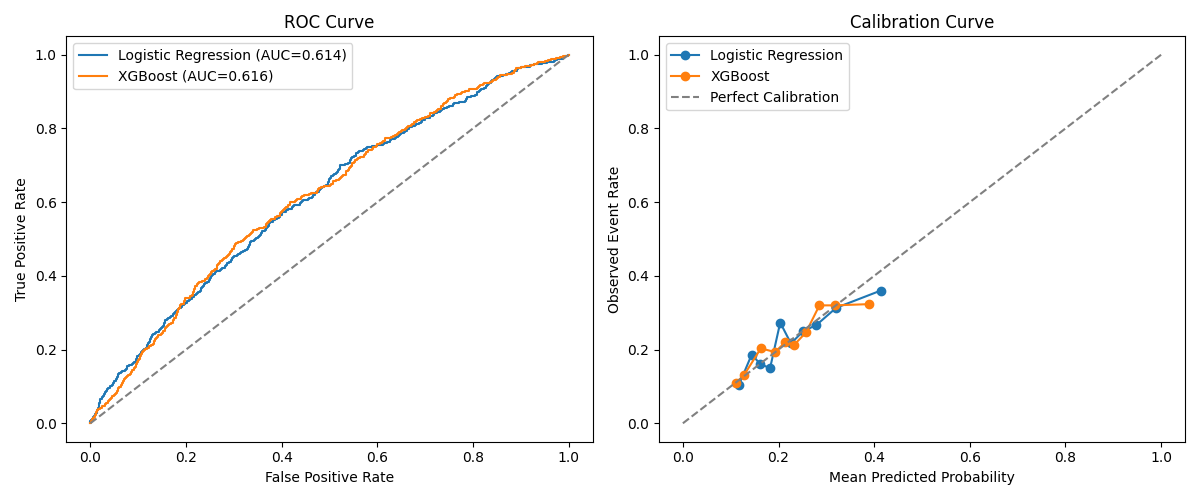 ROC Curve
Logistic Regression (AUC=0.614)
XGBoost (AUC=0.616)
True Positive Rate
1.0
0.8
0.6
0.4
0.2
0.0
0.0 0.2 0.4 0.6 0.8 1.0
False Positive Rate
Calibration Curve
Logistic Regression
XGBoost
Perfect Calibration
Observed Event Rate
1.0
0.8
0.6
0.4
0.2
0.0
0.0 0.2 0.4 0.6 0.8 1.0
Mean Predicted Probability